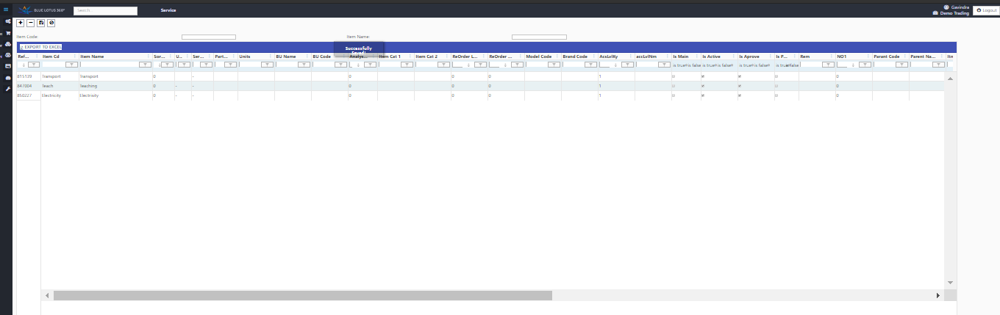 BLUE LOTUS 360°
Search...
Service
Gavindra
Demo Trading
Logout
Item Code:
Item Name:
EXPORT TO EXCEL
Successfully
Saved!
Ref... Item Cd Item Name Sor... U... Ser... Part... Units BU Name BU Code Analys... Item Cat 1 Item Cat 2 ReOrder L... ReOrder ... Model Code Brand Code AcsLvlKy accLvlNm Is Main Is Active Is Aprove Is P... Rem NO1 Parant Code Parent Na... Itm
is true? is false is true? is false? is true? is false? is true? false
815139 Transport Transport 0 - 0 0 0 1 0
847004 Teach Teaching 0 - - 0 0 0 1 0
850227 Electricity Electricity 0 - - 0 0 0 1 0